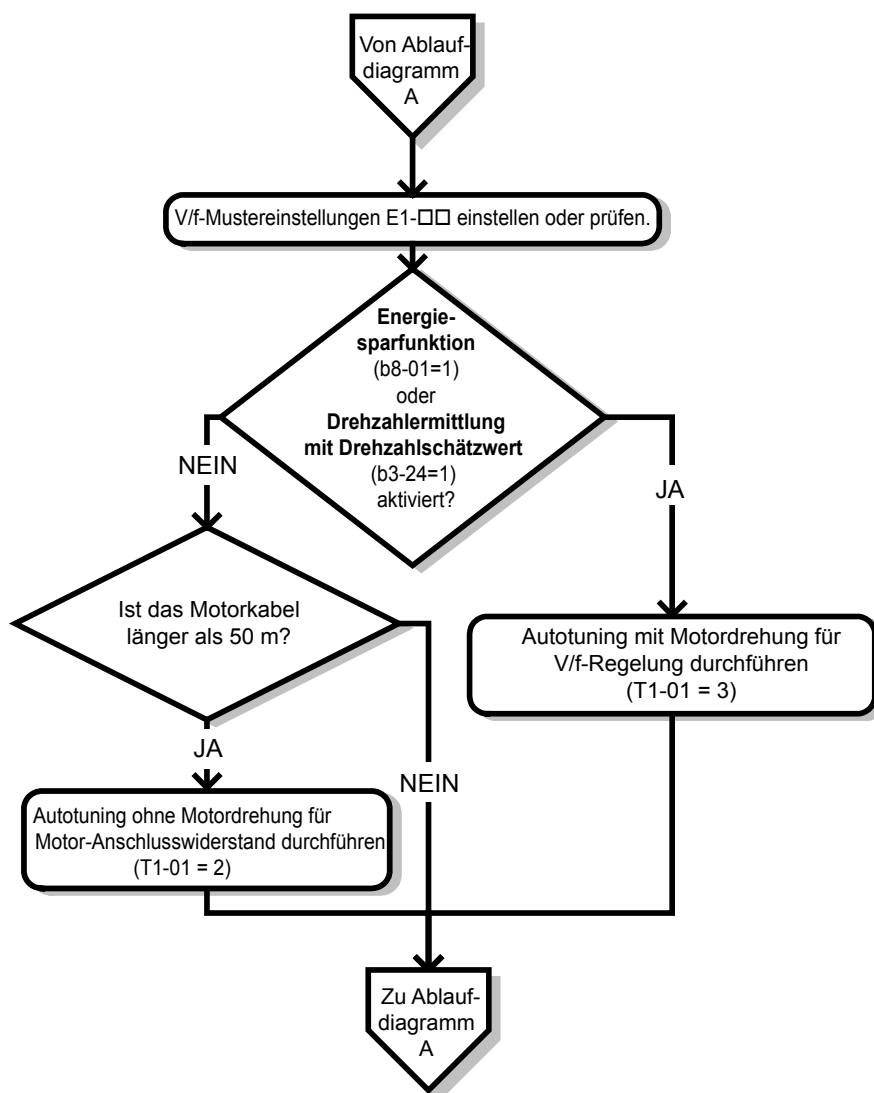 Von Ablauf-
diagramm
A
V/f-Mustereinstellungen E1-□□ einstellen oder prüfen.
Energie-
sparfunktion
(b8-01=1)
oder
Drehzahlermittlung
mit Drehzahlschätzwert
(b3-24=1)
aktiviert?
NEIN
JA
Ist das Motorkabel
länger als 50 m?
Autotuning mit Motordrehung für
V/f-Regelung durchführen
(T1-01 = 3)
JA
NEIN
Autotuning ohne Motordrehung für
Motor-Anschlusswiderstand durchführen
(T1-01 = 2)
Zu Ablauf-
diagramm
A